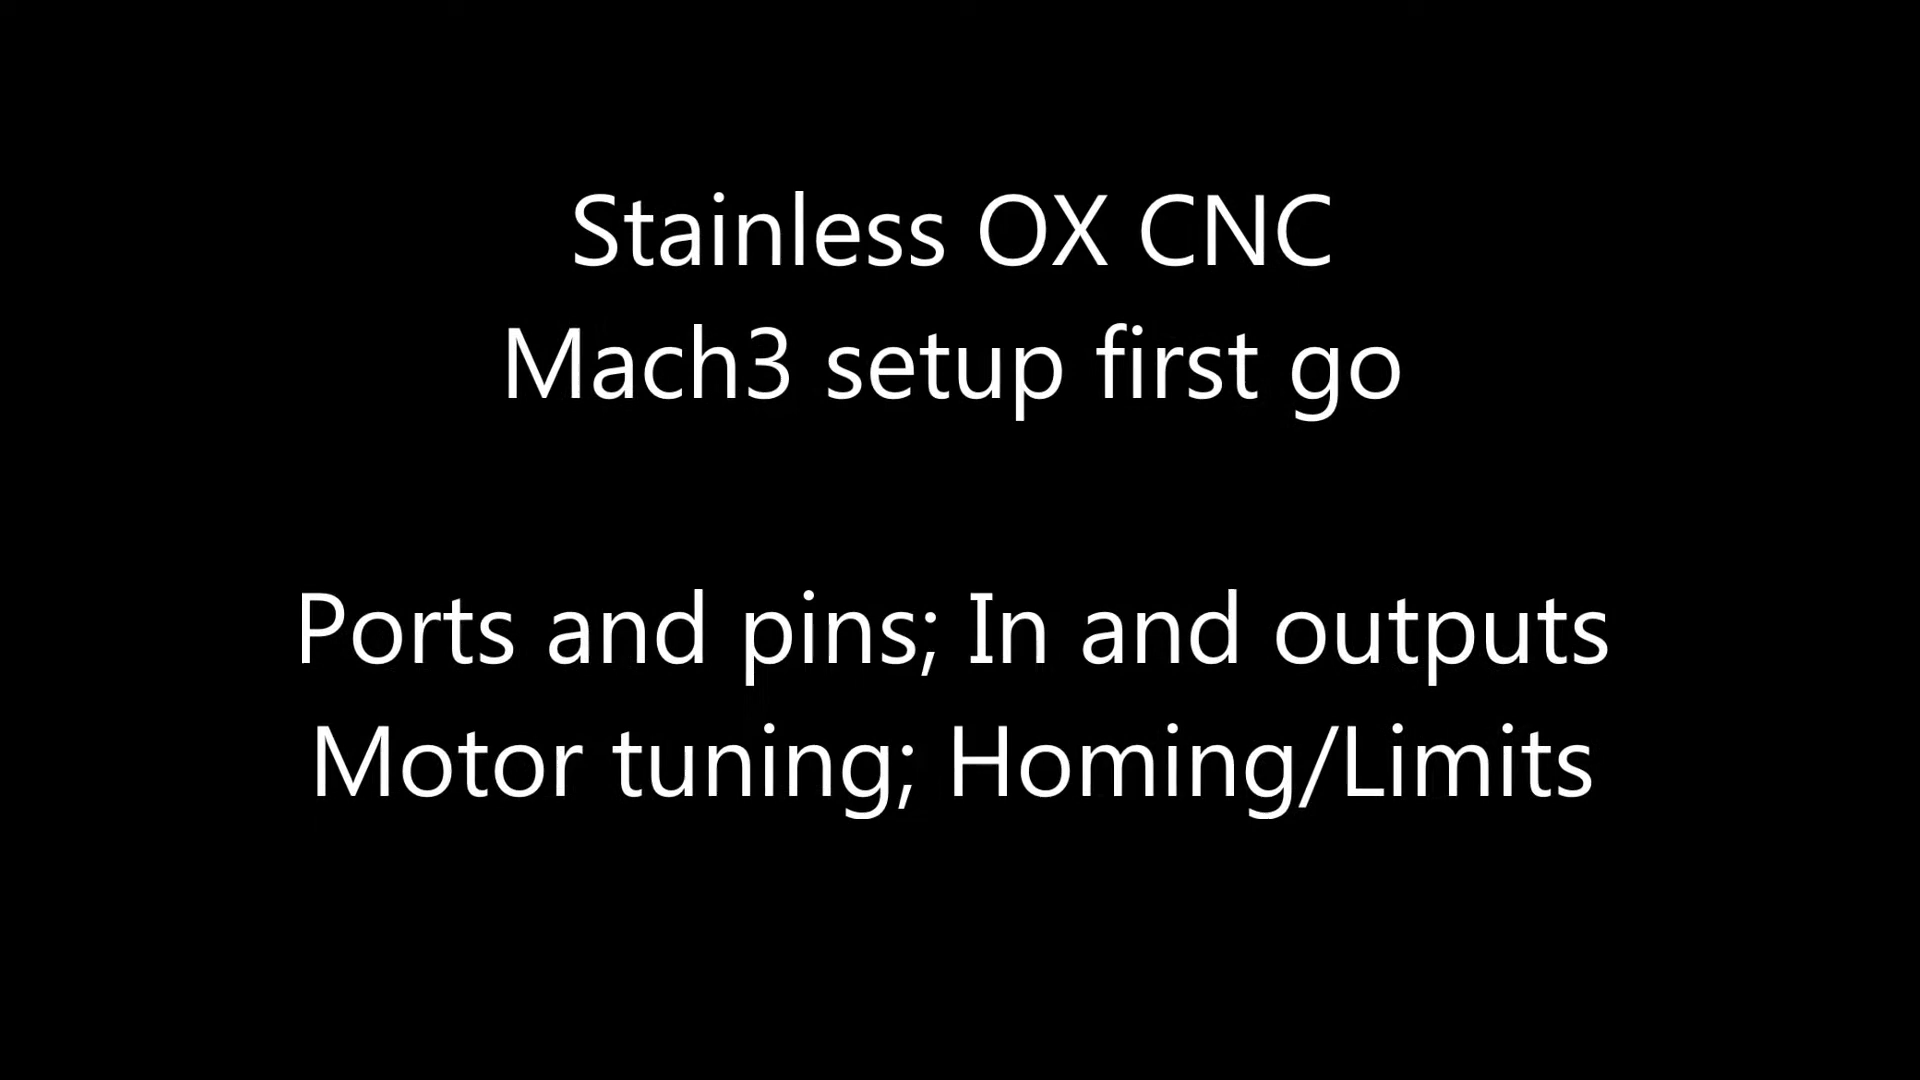 Stainless OX CNC
Mach3 setup first go
Ports and pins; In and outputs
Motor tuning; Homing/Limits